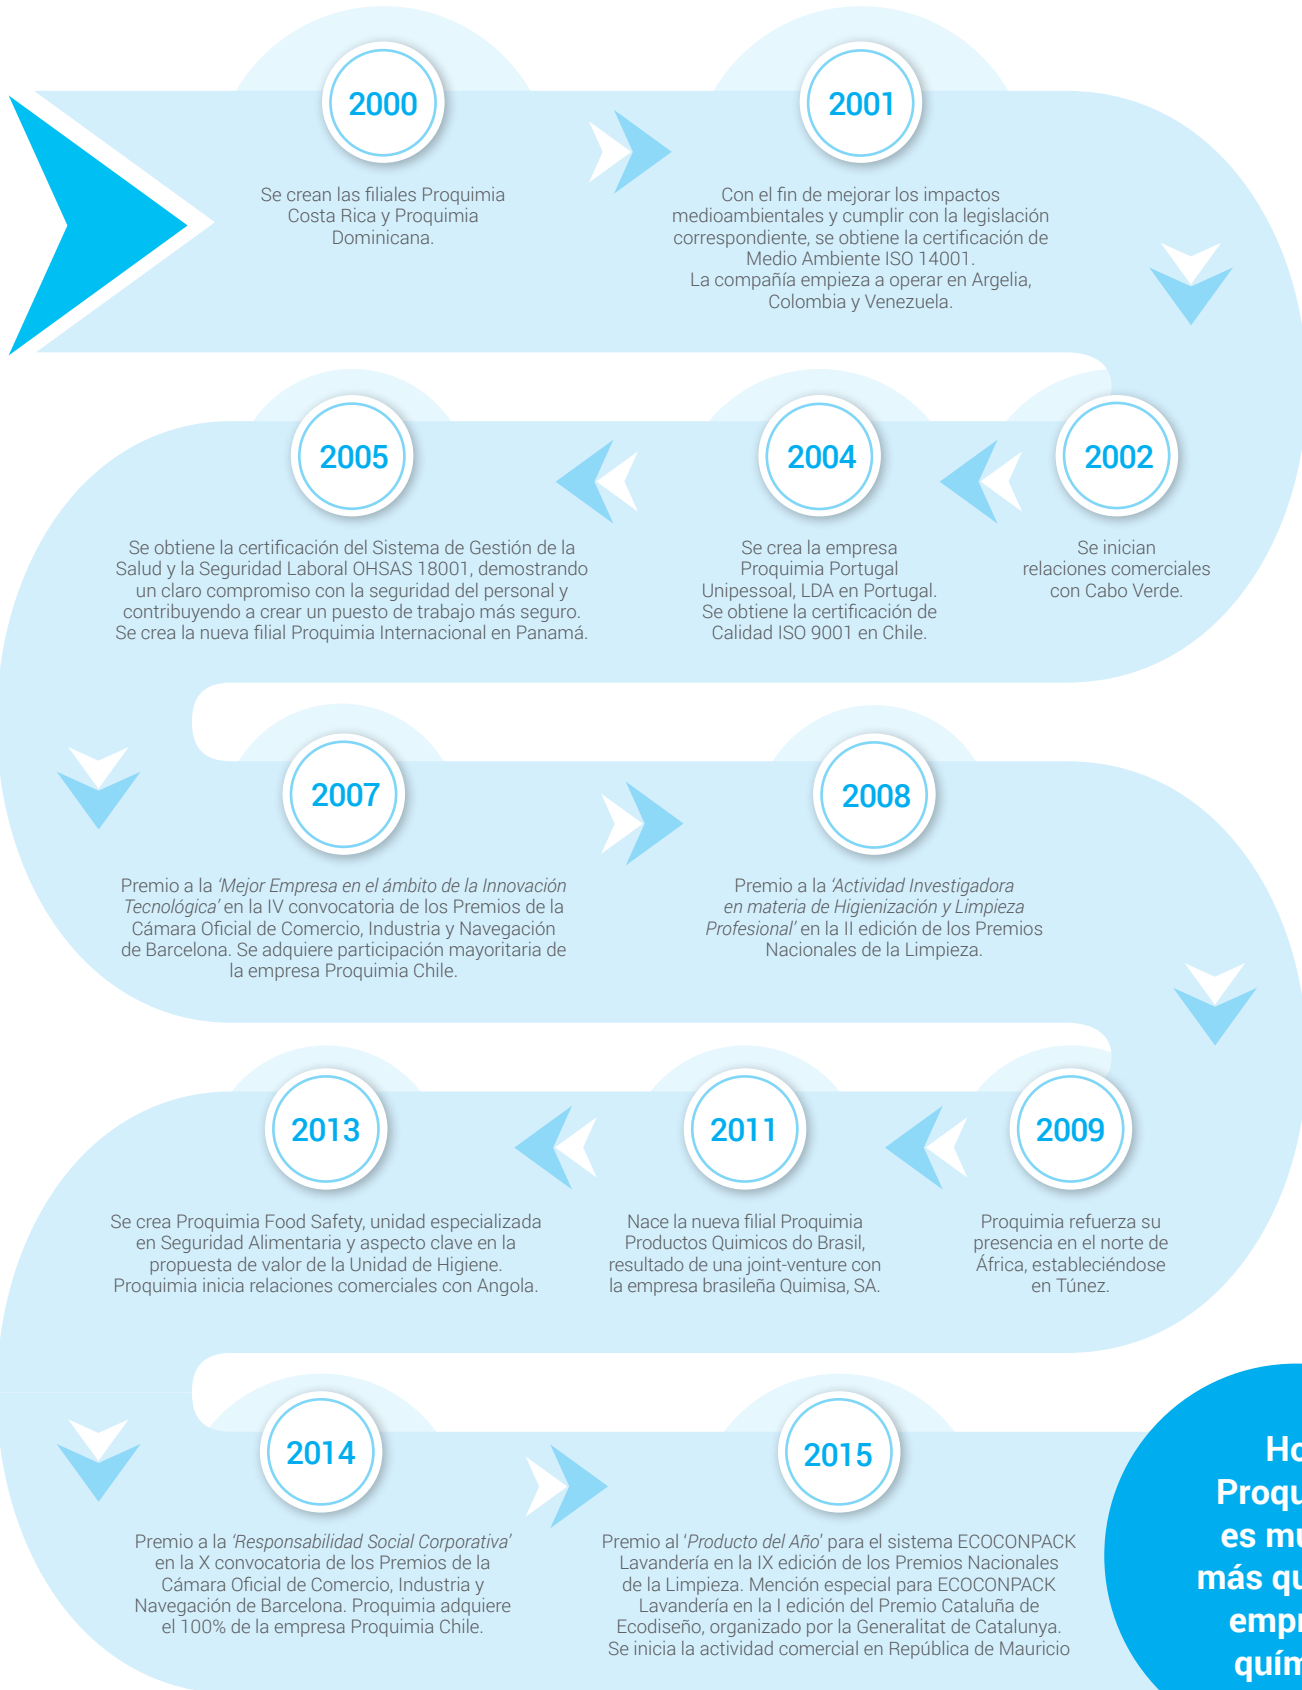 2000
Se crean las filiales Proquimia
Costa Rica y Proquimia
Dominicana.
2001
Con el fin de mejorar los impactos
medioambientales y cumplir con la legislación
correspondiente, se obtiene la certificación de
Medio Ambiente ISO 14001.
La compañía empieza a operar en Argelia,
Colombia y Venezuela.
2002
Se inician
relaciones comerciales
con Cabo Verde.
2004
Se crea la empresa
Proquimia Portugal
Unipessoal, LDA en Portugal.
Se obtiene la certificación de
Calidad ISO 9001 en Chile.
2005
Se obtiene la certificación del Sistema de Gestión de la
Salud y la Seguridad Laboral OHSAS 18001, demostrando
un claro compromiso con la seguridad del personal y
contribuyendo a crear un puesto de trabajo más seguro.
Se crea la nueva filial Proquimia Internacional en Panamá.
2007
Premio a la ‘Mejor Empresa en el ámbito de la Innovación
Tecnológica’ en la IV convocatoria de los Premios de la
Cámara Oficial de Comercio, Industria y Navegación
de Barcelona. Se adquiere participación mayoritaria de
la empresa Proquimia Chile.
2008
Premio a la ‘Actividad Investigadora
en materia de Higienización y Limpieza
Profesional’ en la II edición de los Premios
Nacionales de la Limpieza.
2009
Proquimia refuerza su
presencia en el norte de
África, estableciéndose
en Túnez.
2011
Nace la nueva filial Proquimia
Productos Quimicos do Brasil,
resultado de una joint-venture con
la empresa brasileña Quimisa, SA.
2013
Se crea Proquimia Food Safety, unidad especializada
en Seguridad Alimentaria y aspecto clave en la
propuesta de valor de la Unidad de Higiene.
Proquimia inicia relaciones comerciales con Angola.
2014
Premio a la ‘Responsabilidad Social Corporativa’
en la X convocatoria de los Premios de la
Cámara Oficial de Comercio, Industria y
Navegación de Barcelona. Proquimia adquiere
el 100% de la empresa Proquimia Chile.
2015
Premio al ‘Producto del Año’ para el sistema ECOCONPACK
Lavandería en la IX edición de los Premios Nacionales
de la Limpieza. Mención especial para ECOCONPACK
Lavandería en la I edición del Premio Cataluña de
Ecodiseño, organizado por la Generalitat de Catalunya.
Se inicia la actividad comercial en República de Mauricio
es
más